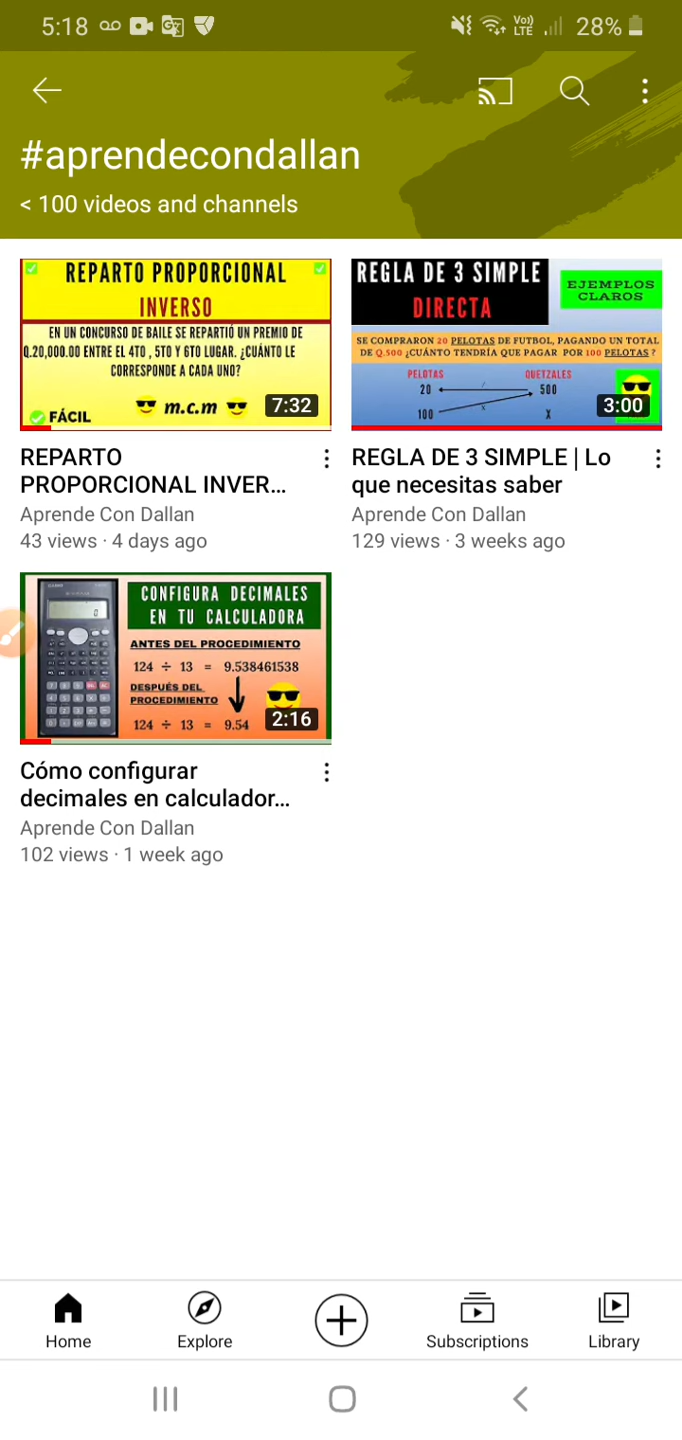 5:18
Vo))
LTE
28%
#aprendecondallan
< 100 videos and channels
REPARTO PROPORCIONAL
INVERSO
EN UN CONCURSO DE BAILE SE REPARTIÓ UN PREMIO DE
Q.20,000.00 ENTRE EL 4TO , 5TO Y 6TO LUGAR. ¿CUÁNTO LE
CORRESPONDE A CADA UNO?
FÁCIL
m.c.m
7:32
REGLA DE 3 SIMPLE
DIRECTA
EJEMPLOS
CLAROS
SE COMPRARON 20 PELOTAS DE FUTBOL, PAGANDO UN TOTAL
DE Q.500 ¿CUÁNTO TENDRÍA QUE PAGAR POR 100 PELOTAS ?
PELOTAS QUETZALES
20 500
100 X
3:00
REPARTO
PROPORCIONAL INVER...
Aprende Con Dallan
43 views · 4 days ago
REGLA DE 3 SIMPLE | Lo
que necesitas saber
Aprende Con Dallan
129 views · 3 weeks ago
CONFIGURA DECIMALES
EN TU CALCULADORA
ANTES DEL PROCEDIMIENTO
124 ÷ 13 = 9.538461538
DESPUÉS DEL
PROCEDIMIENTO
124 ÷ 13 = 9.54
2:16
Cómo configurar
decimales en calculador...
Aprende Con Dallan
102 views · 1 week ago
Home
Explore
Subscriptions
Library